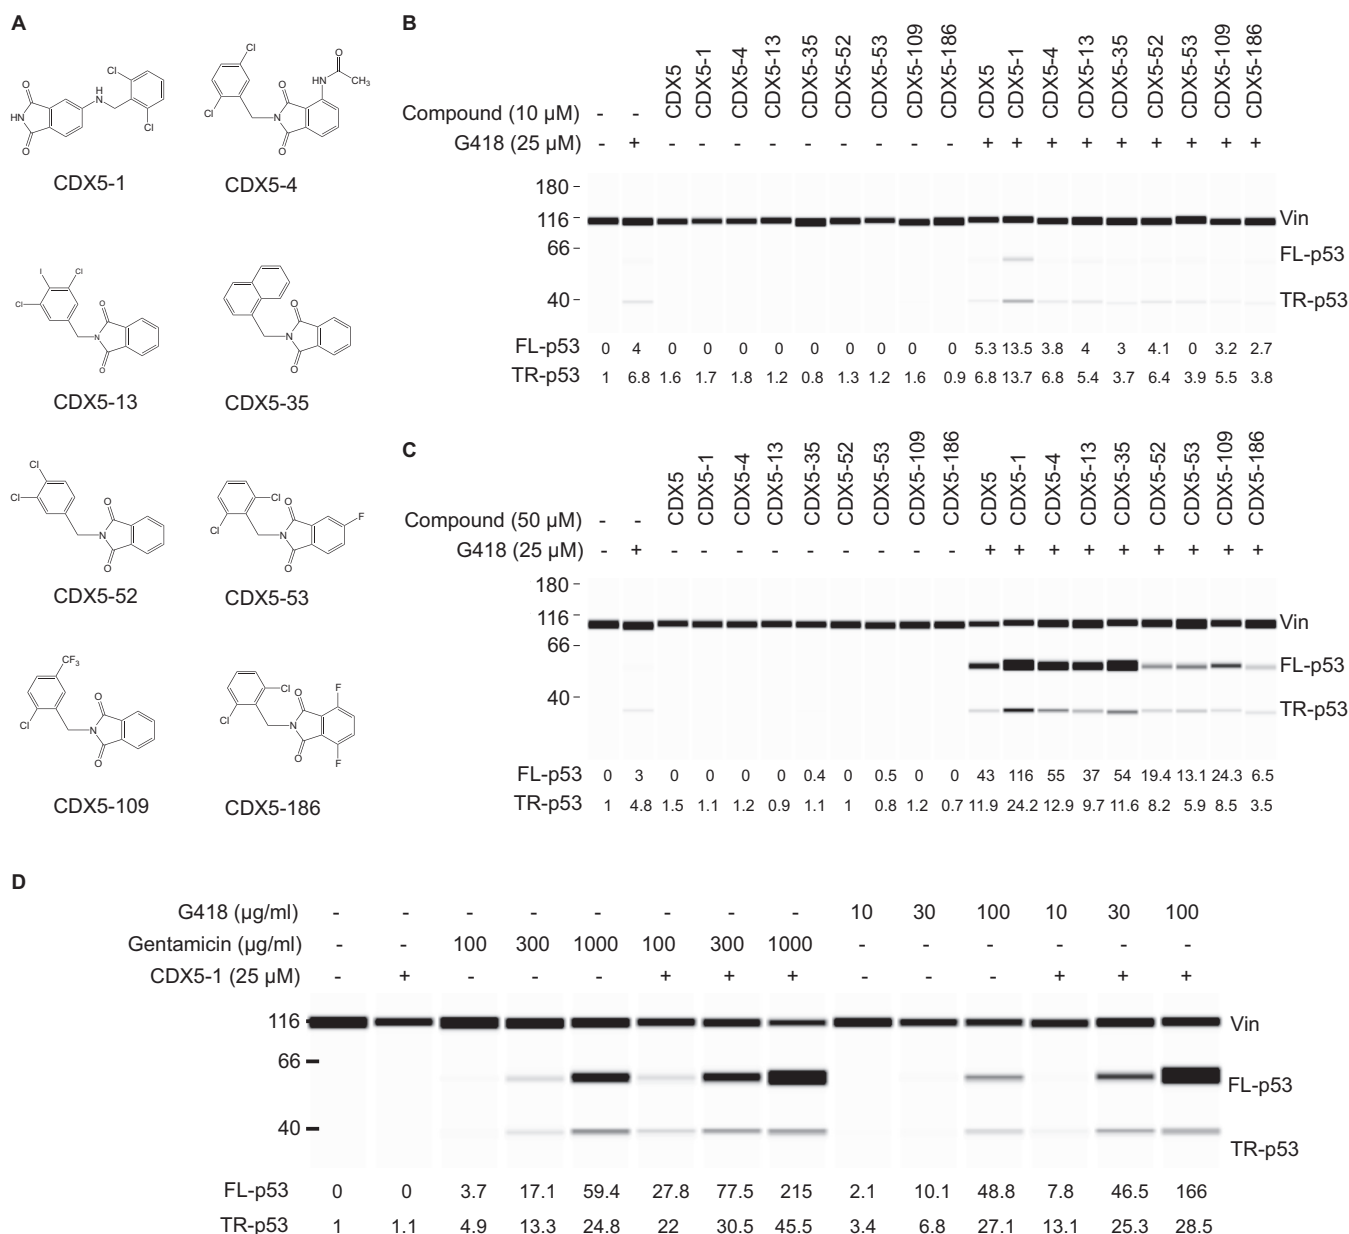 A
Cl
O
HN
O
H
N
Cl
CDX5-1
Cl
Cl
O
N
O
HN
O
CH3
CDX5-4
I
Cl
Cl
O
N
O
CDX5-13
O
N
O
CDX5-35
Cl
Cl
O
N
O
CDX5-52
Cl
Cl
O
N
O
F
CDX5-53
CF3
Cl
O
N
O
CDX5-109
Cl
Cl
O
N
O
F
F
CDX5-186
B
Compound (10 µM) - - CDX5 CDX5-1 CDX5-4 CDX5-13 CDX5-35 CDX5-52 CDX5-53 CDX5-109 CDX5-186 CDX5 CDX5-1 CDX5-4 CDX5-13 CDX5-35 CDX5-52 CDX5-53 CDX5-109 CDX5-186
G418 (25 µM) - + - - - - - - - - - + + + + + + + + +
180
116 Vin
66 FL-p53
40 TR-p53
FL-p53 0 4 0 0 0 0 0 0 0 0 0 5.3 13.5 3.8 4 3 4.1 0 3.2 2.7
TR-p53 1 6.8 1.6 1.7 1.8 1.2 0.8 1.3 1.2 1.6 0.9 6.8 13.7 6.8 5.4 3.7 6.4 3.9 5.5 3.8
C
Compound (50 µM) - - CDX5 CDX5-1 CDX5-4 CDX5-13 CDX5-35 CDX5-52 CDX5-53 CDX5-109 CDX5-186 CDX5 CDX5-1 CDX5-4 CDX5-13 CDX5-35 CDX5-52 CDX5-53 CDX5-109 CDX5-186
G418 (25 µM) - + - - - - - - - - - + + + + + + + + +
180
116 Vin
66 FL-p53
40 TR-p53
FL-p53 0 3 0 0 0 0 0.4 0 0.5 0 0 43 116 55 37 54 19.4 13.1 24.3 6.5
TR-p53 1 4.8 1.5 1.1 1.2 0.9 1.1 1 0.8 1.2 0.7 11.9 24.2 12.9 9.7 11.6 8.2 5.9 8.5 3.5
D
G418 (µg/ml) - - - - - - - - 10 30 100 10 30 100
Gentamicin (µg/ml) - - 100 300 1000 100 300 1000 - - - - - -
CDX5-1 (25 µM) - + - - - + + + - - - + + +
116 Vin
66 FL-p53
40 TR-p53
FL-p53 0 0 3.7 17.1 59.4 27.8 77.5 215 2.1 10.1 48.8 7.8 46.5 166
TR-p53 1 1.1 4.9 13.3 24.8 22 30.5 45.5 3.4 6.8 27.1 13.1 25.3 28.5